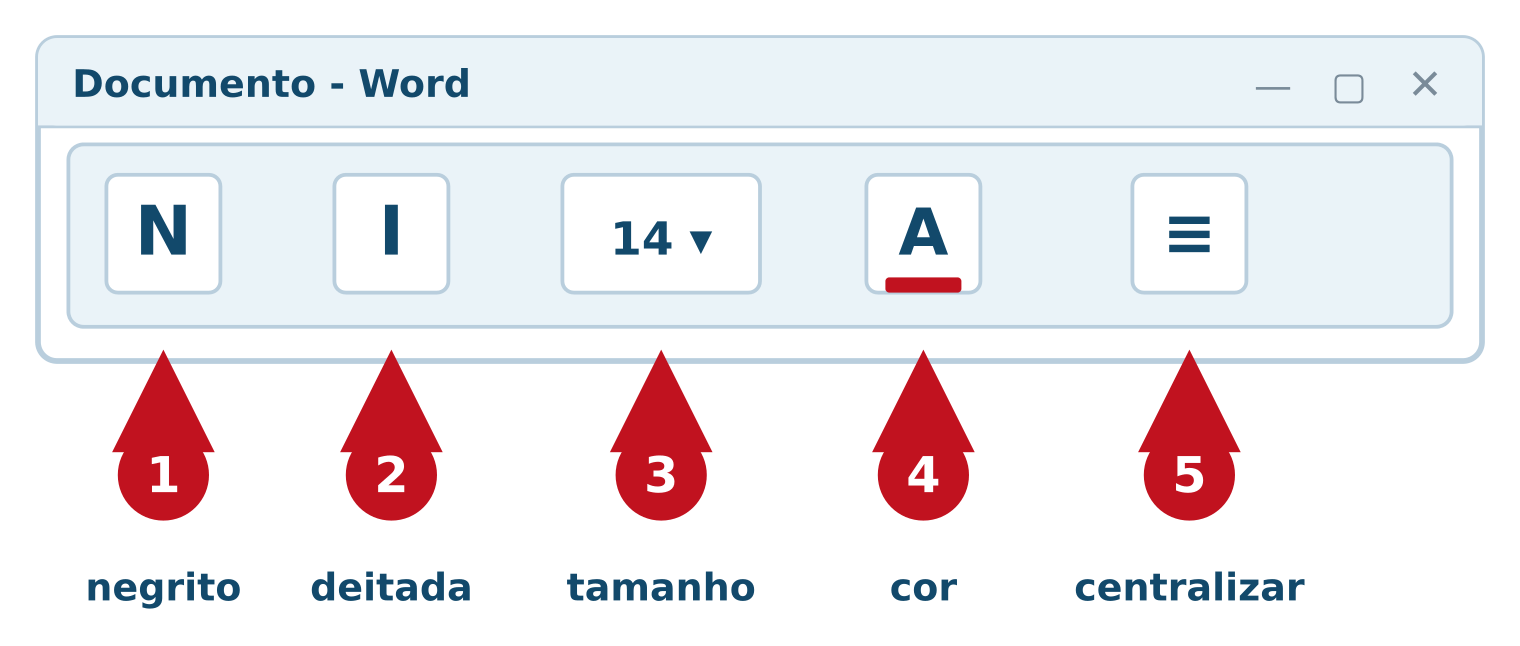 Documento - Word
N I 14 ▼ A ≡
1 2 3 4 5
negrito deitada tamanho cor centralizar